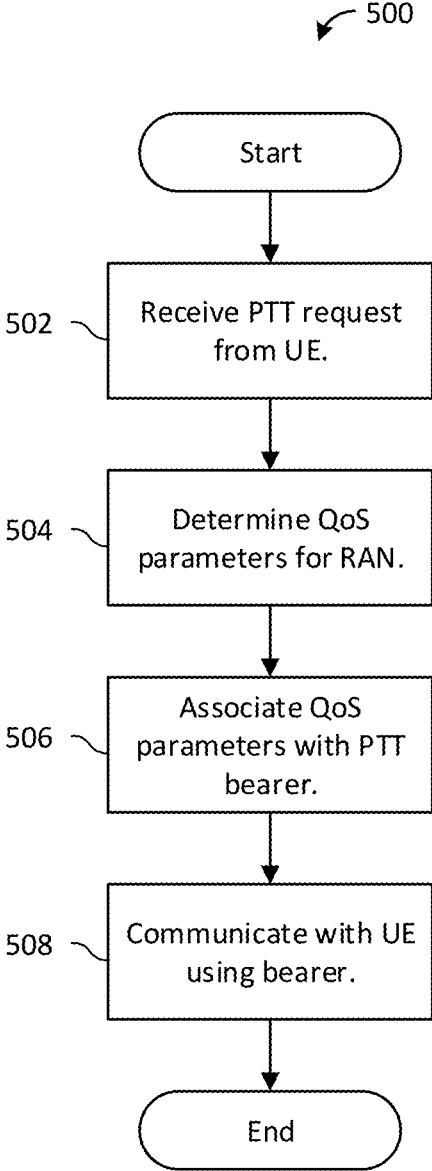 500
Start
502
Receive PTT request
from UE.
504
Determine QoS
parameters for RAN.
506
Associate QoS
parameters with PTT
bearer.
508
Communicate with UE
using bearer.
End